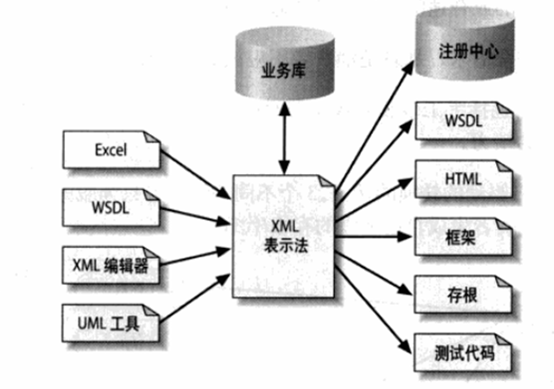 业务库
注册中心
Excel
WSDL
XML 编辑器
UML 工具
XML
表示法
WSDL
HTML
框架
存根
测试代码